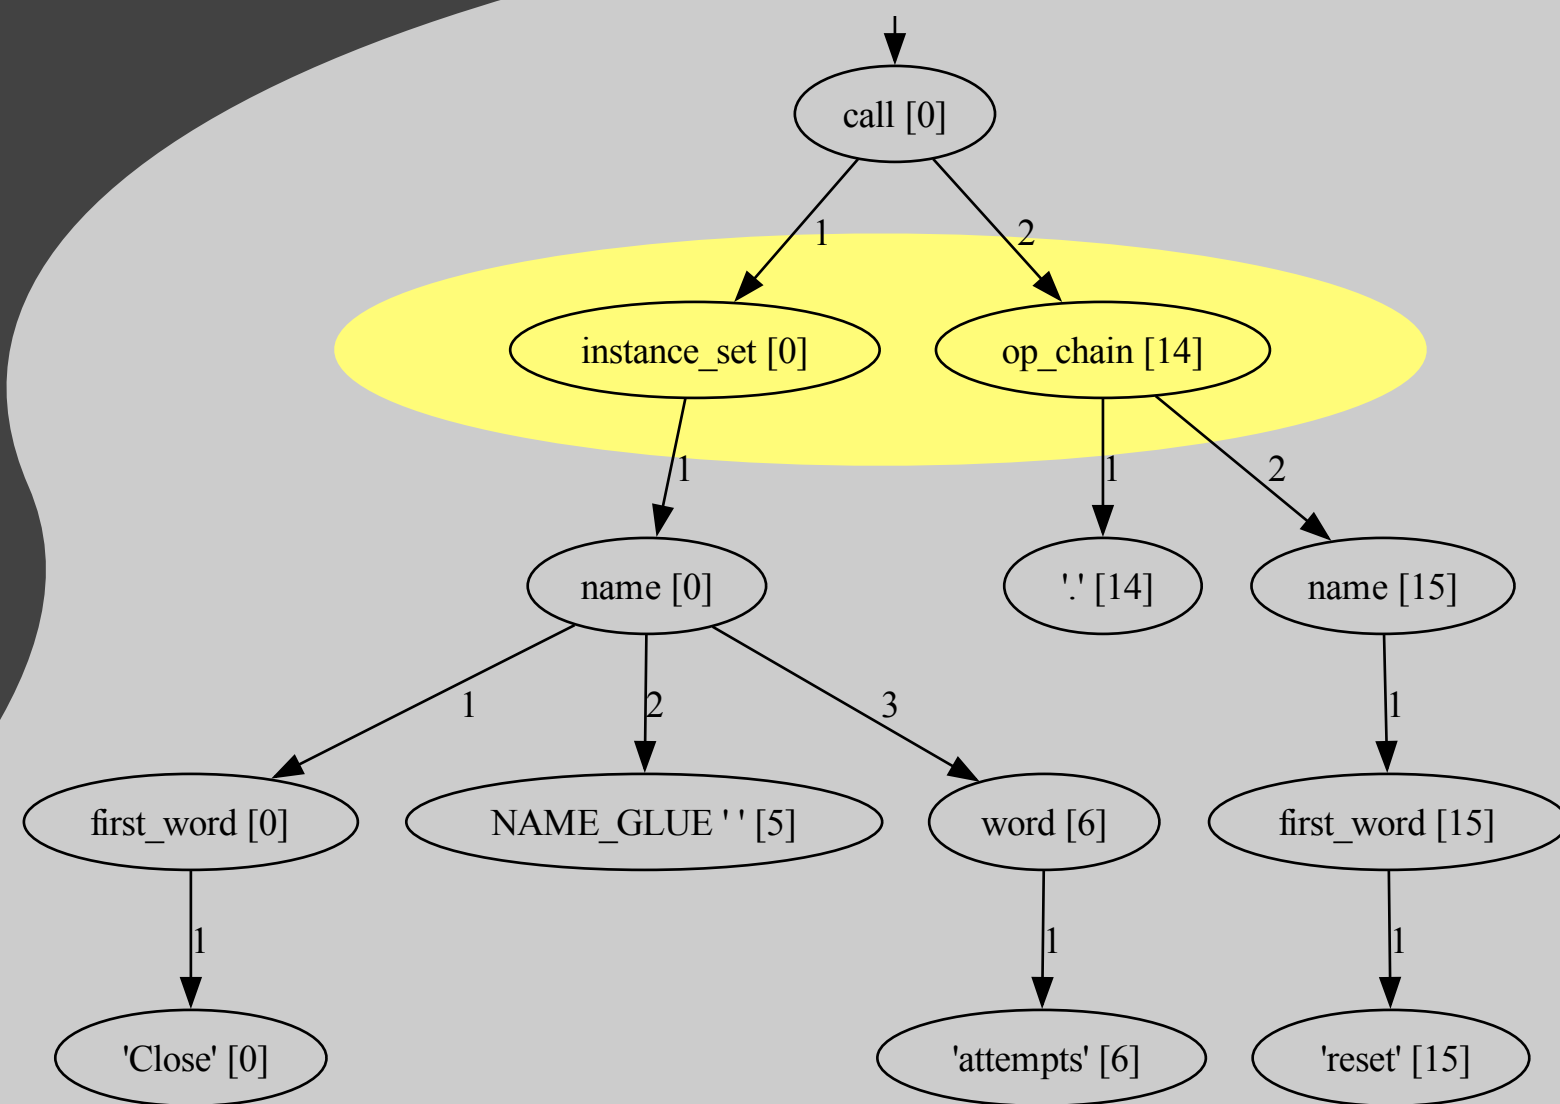 call [0]
1
2
instance_set [0]
op_chain [14]
1
1
2
name [0]
'.' [14]
name [15]
1
2
3
1
first_word [0]
NAME_GLUE ' ' [5]
word [6]
first_word [15]
1
1
1
'Close' [0]
'attempts' [6]
'reset' [15]